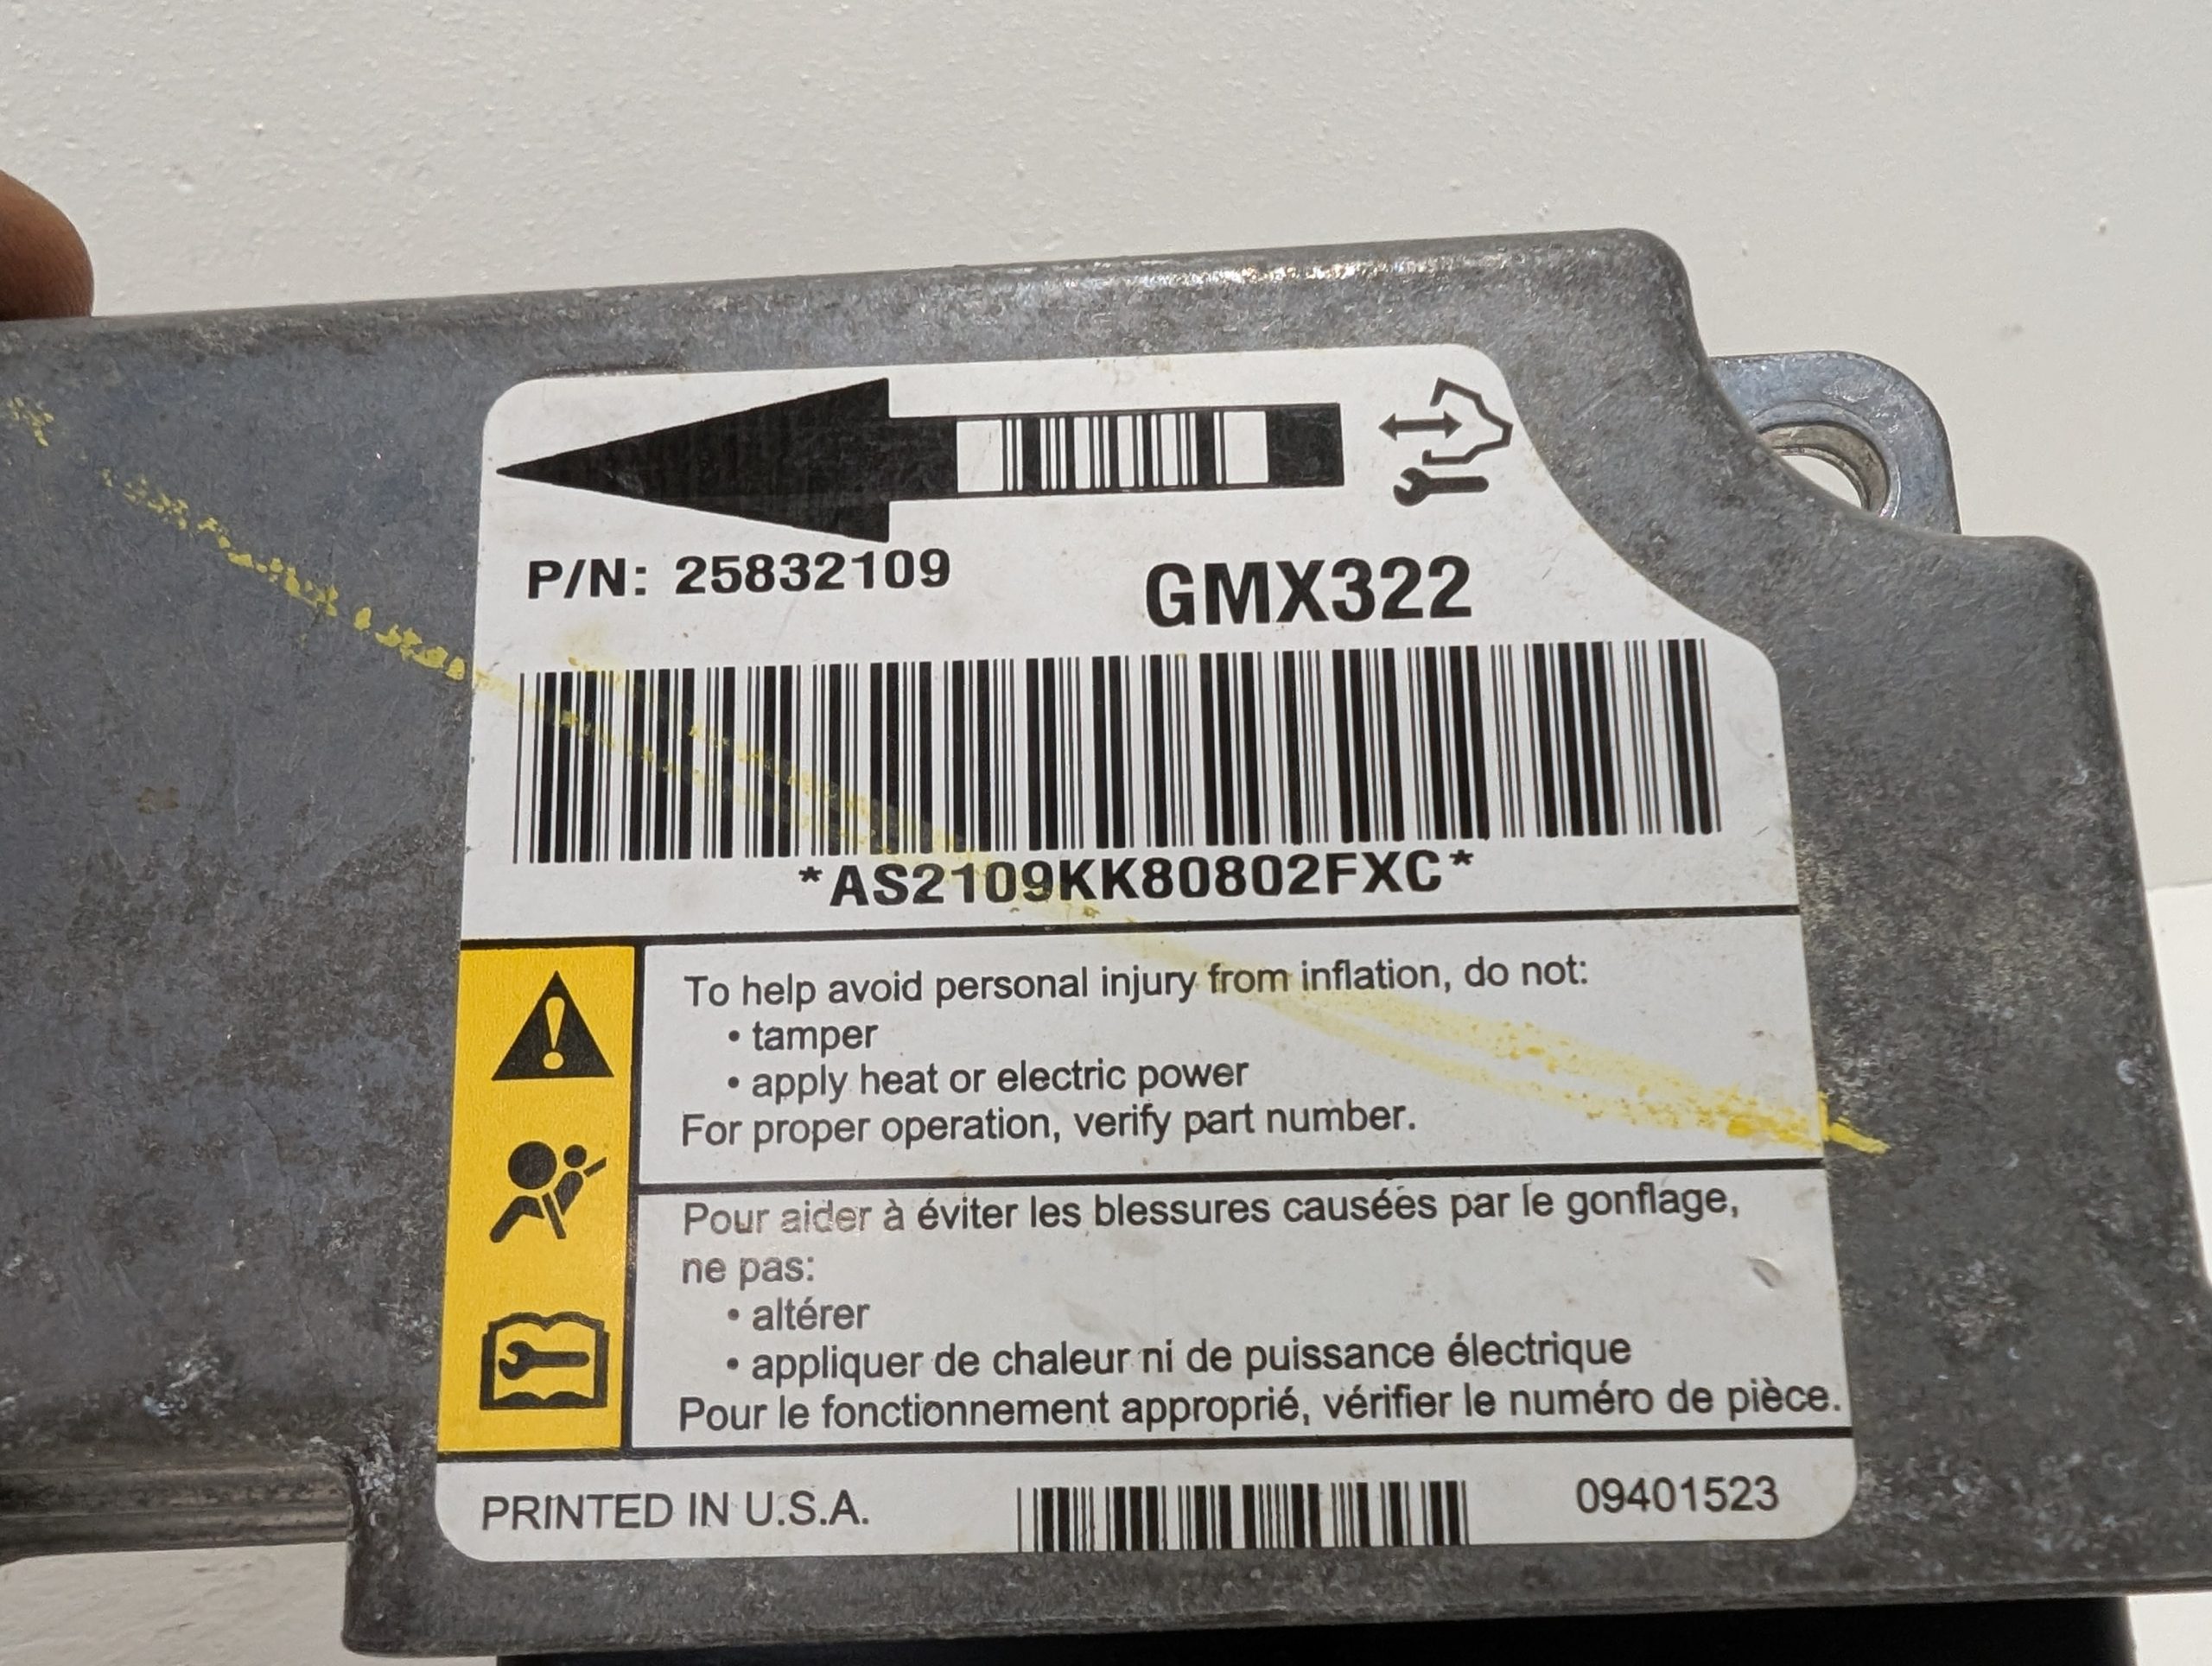 P/N: 25832109
GMX322
*AS2109KK80802FXC*
To help avoid personal injury from inflation, do not:
• tamper
• apply heat or electric power
For proper operation, verify part number.
Pour aider à éviter les blessures causées par le gonflage,
ne pas:
• altérer
• appliquer de chaleur ni de puissance électrique
Pour le fonctionnement approprié, vérifier le numéro de pièce.
PRINTED IN U.S.A.
09401523